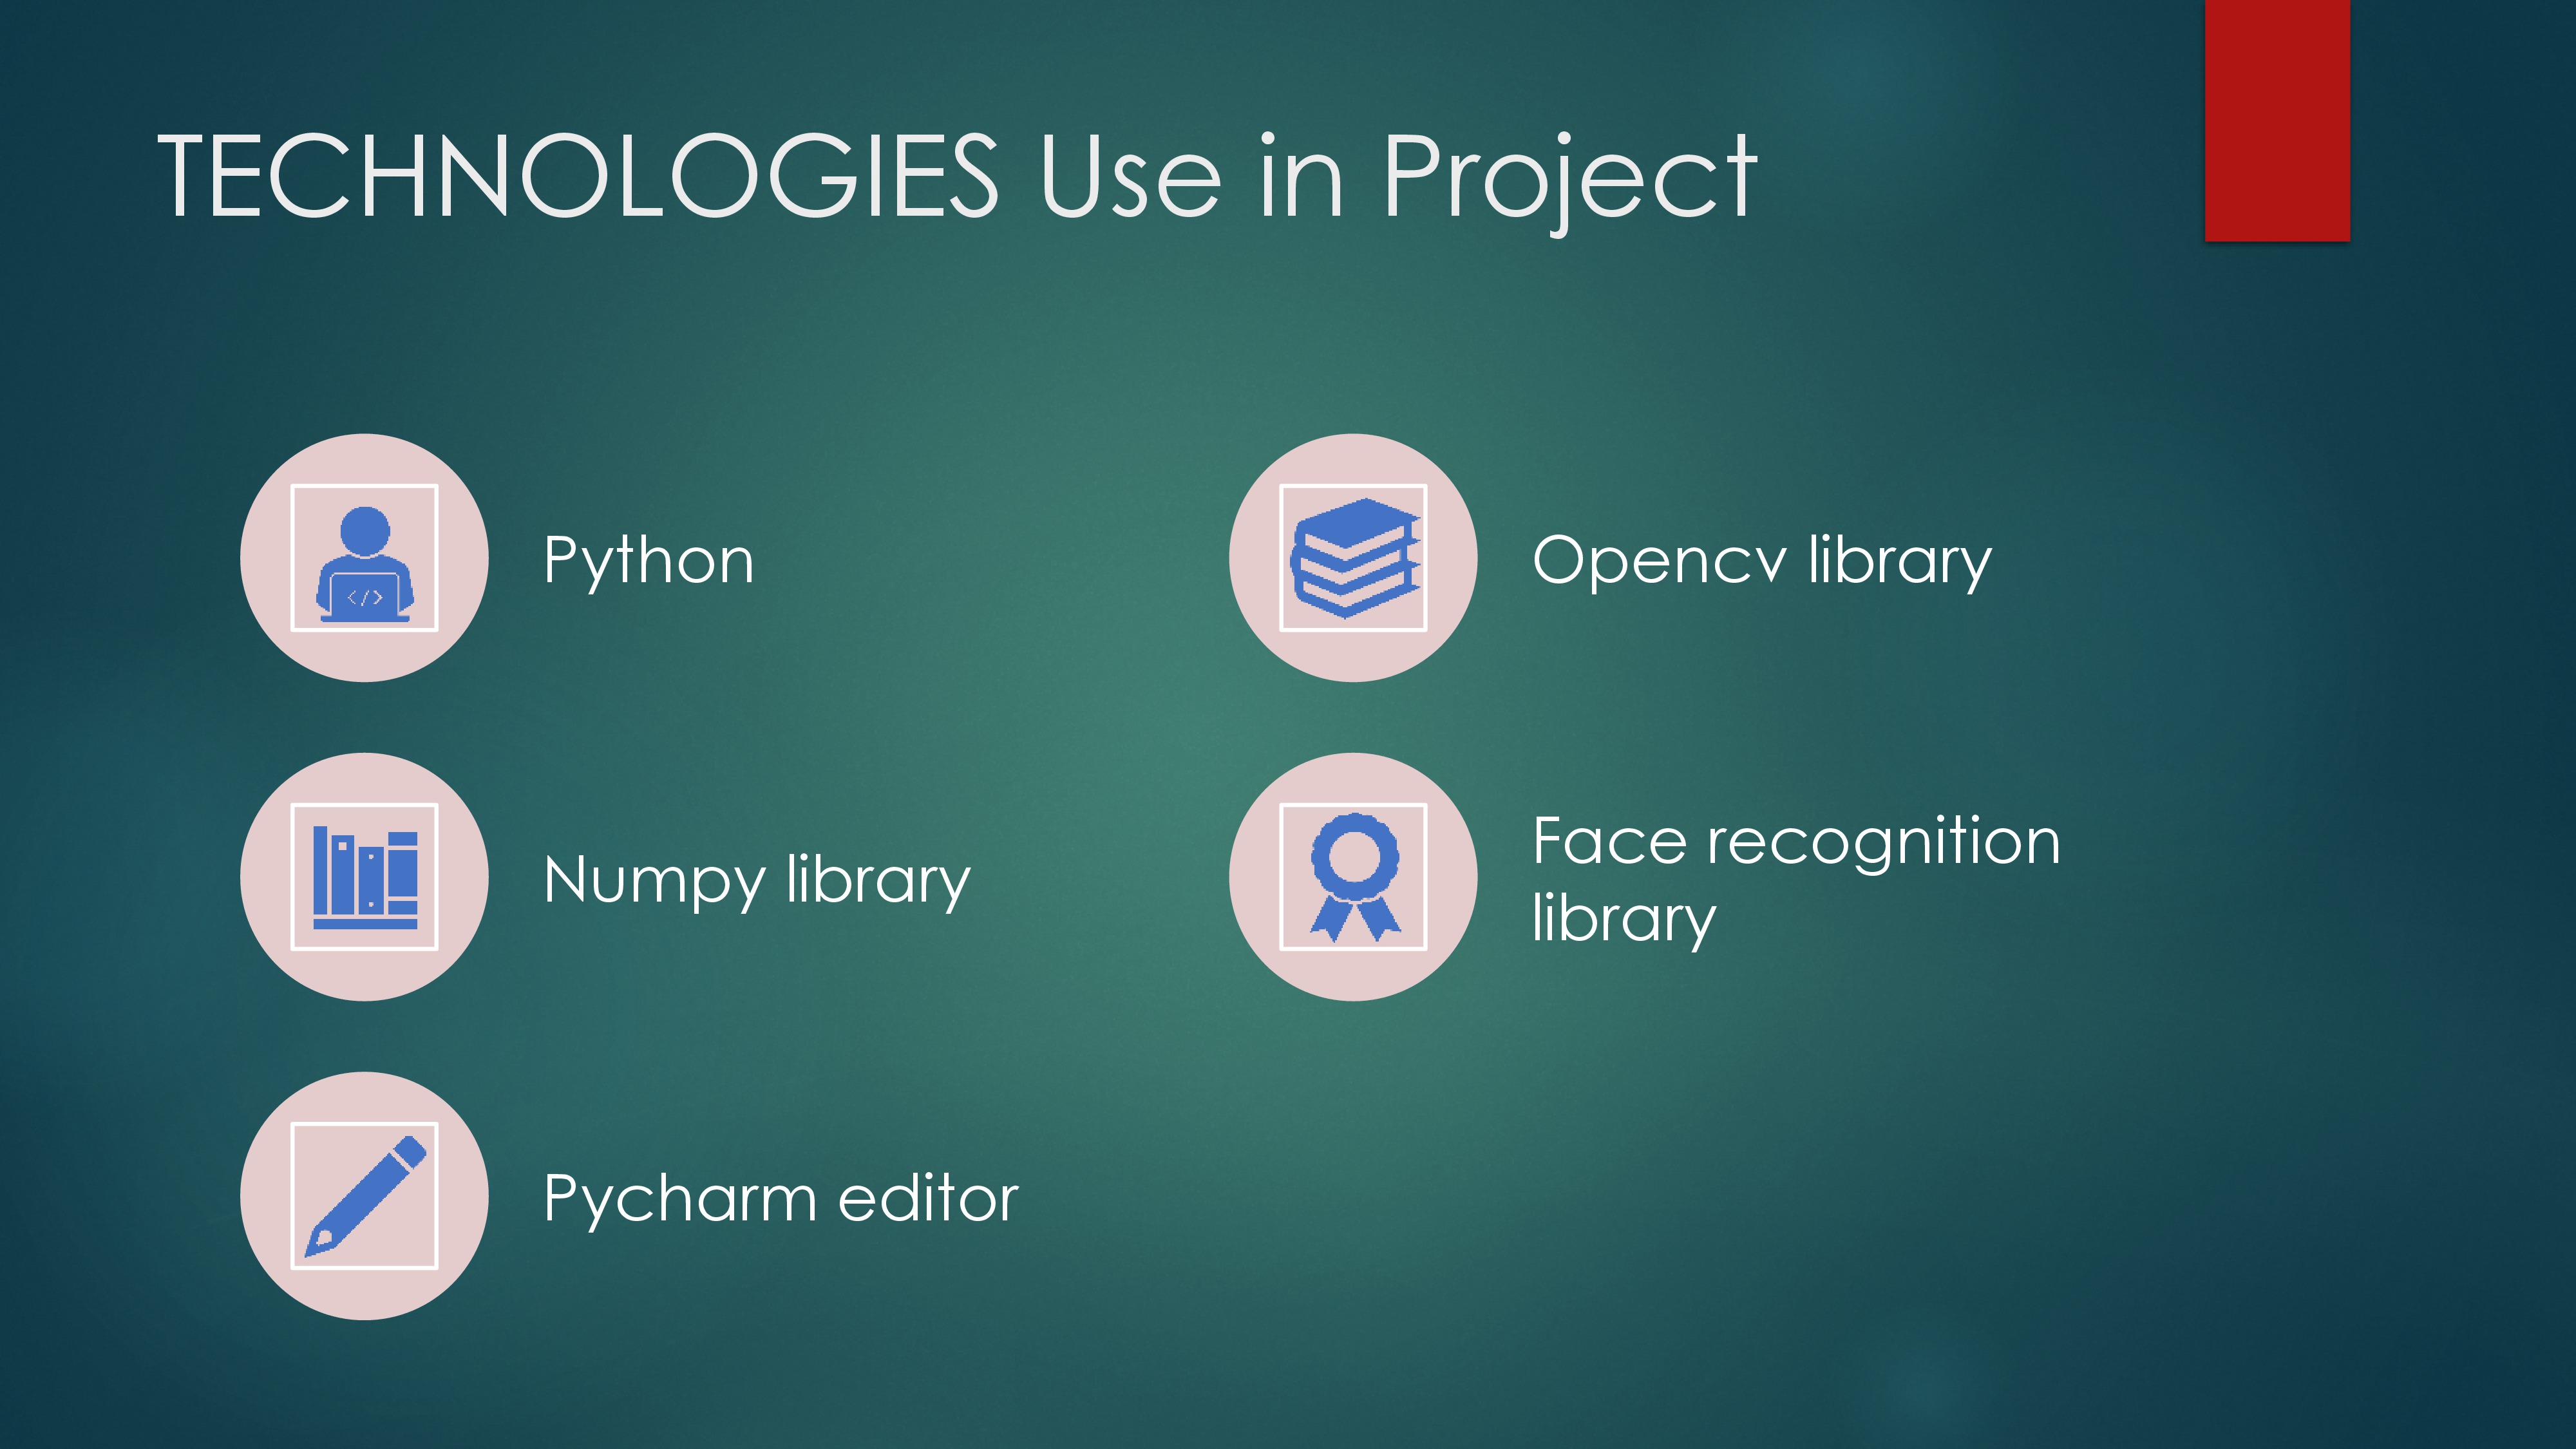 TECHNOLOGIES Use in Project
Python
Opencv library
Numpy library
Face recognition
library
Pycharm editor